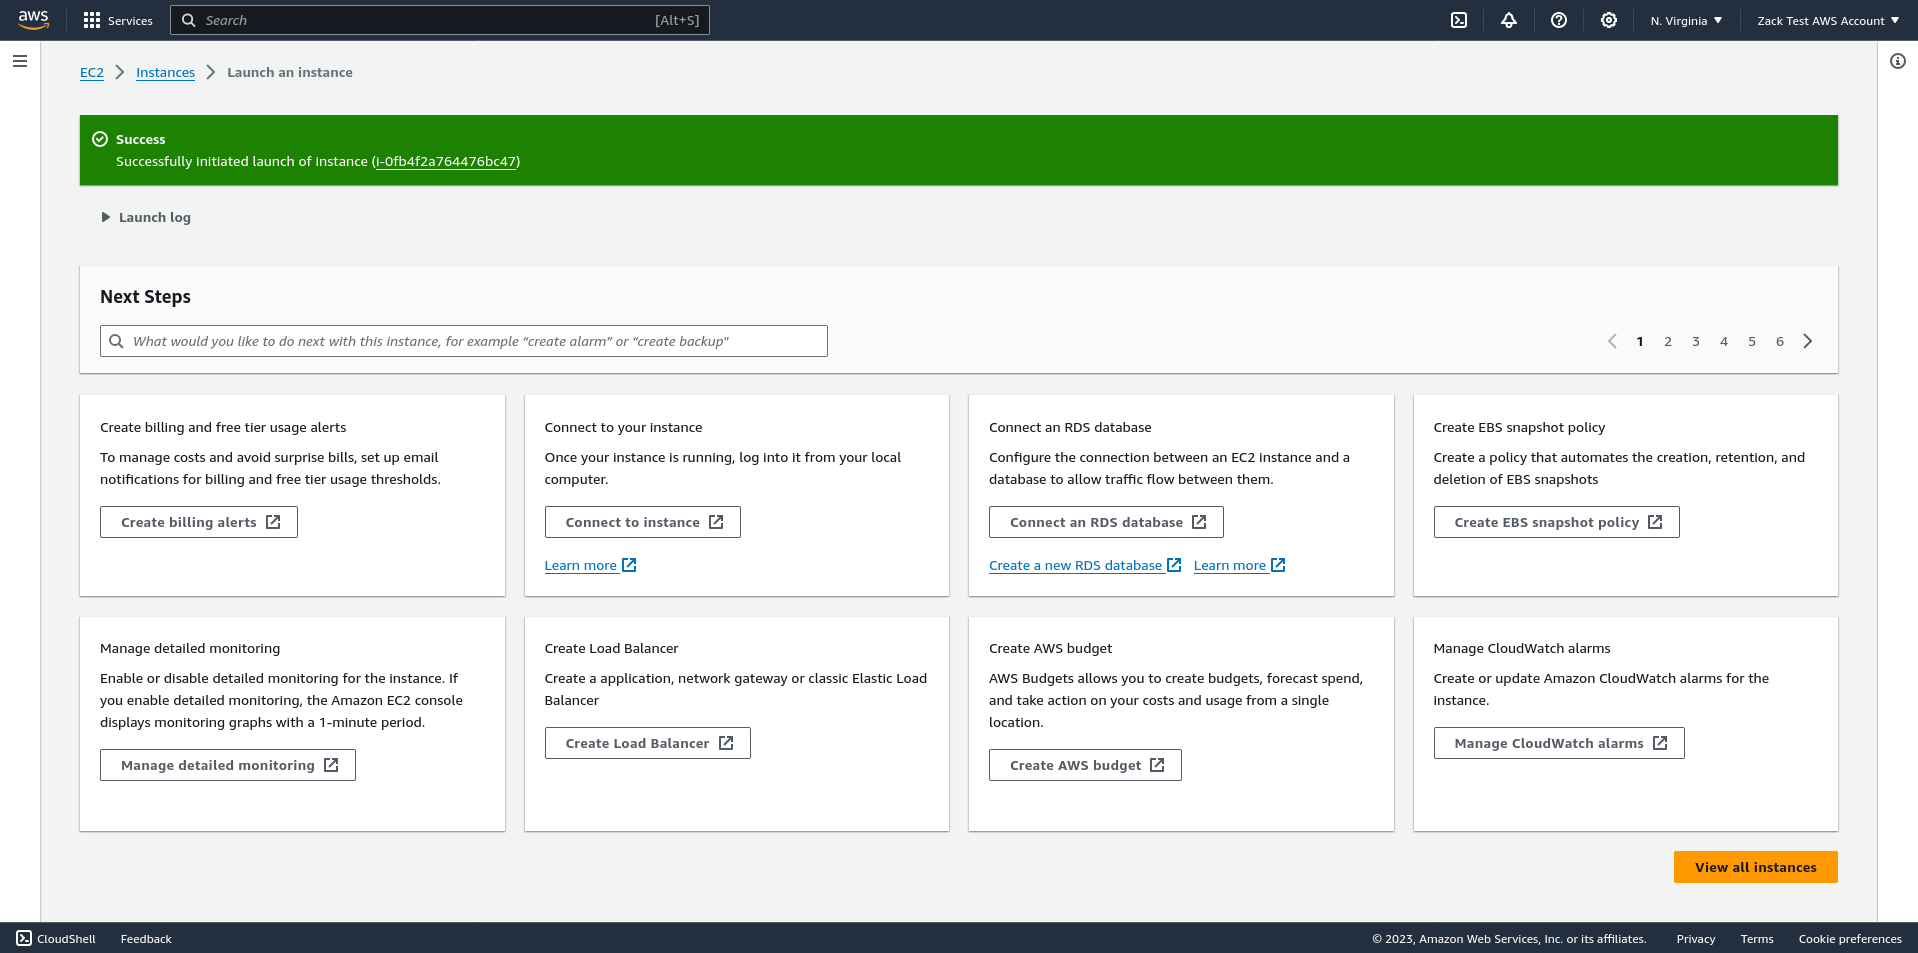 aws Services Search [Alt+S] N. Virginia Zack Test AWS Account
EC2 Instances Launch an instance
Success
Successfully initiated launch of instance (i-0fb4f2a764476bc47)
Launch log
Next Steps
What would you like to do next with this instance, for example “create alarm” or “create backup”
1 2 3 4 5 6
Create billing and free tier usage alerts
To manage costs and avoid surprise bills, set up email
notifications for billing and free tier usage thresholds.
Create billing alerts
Connect to your instance
Once your instance is running, log into it from your local
computer.
Connect to instance
Learn more
Connect an RDS database
Configure the connection between an EC2 instance and a
database to allow traffic flow between them.
Connect an RDS database
Create a new RDS database Learn more
Create EBS snapshot policy
Create a policy that automates the creation, retention, and
deletion of EBS snapshots
Create EBS snapshot policy
Manage detailed monitoring
Enable or disable detailed monitoring for the instance. If
you enable detailed monitoring, the Amazon EC2 console
displays monitoring graphs with a 1-minute period.
Manage detailed monitoring
Create Load Balancer
Create a application, network gateway or classic Elastic Load
Balancer
Create Load Balancer
Create AWS budget
AWS Budgets allows you to create budgets, forecast spend,
and take action on your costs and usage from a single
location.
Create AWS budget
Manage CloudWatch alarms
Create or update Amazon CloudWatch alarms for the
instance.
Manage CloudWatch alarms
View all instances
CloudShell Feedback © 2023, Amazon Web Services, Inc. or its affiliates. Privacy Terms Cookie preferences